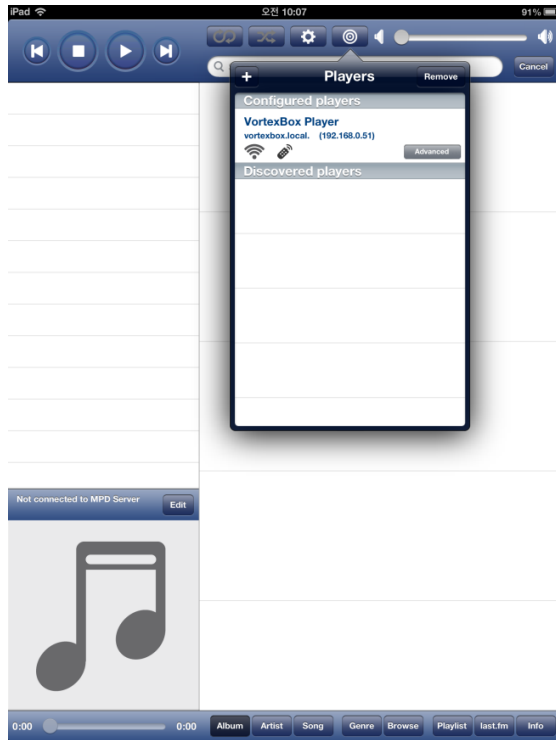 iPad 오전 10:07 91%
Cancel
+ Players Remove
Configured players
VortexBox Player
vortexbox.local. (192.168.0.51)
Advanced
Discovered players
Not connected to MPD Server
Edit
0:00 0:00 Album Artist Song Genre Browse Playlist last.fm Info